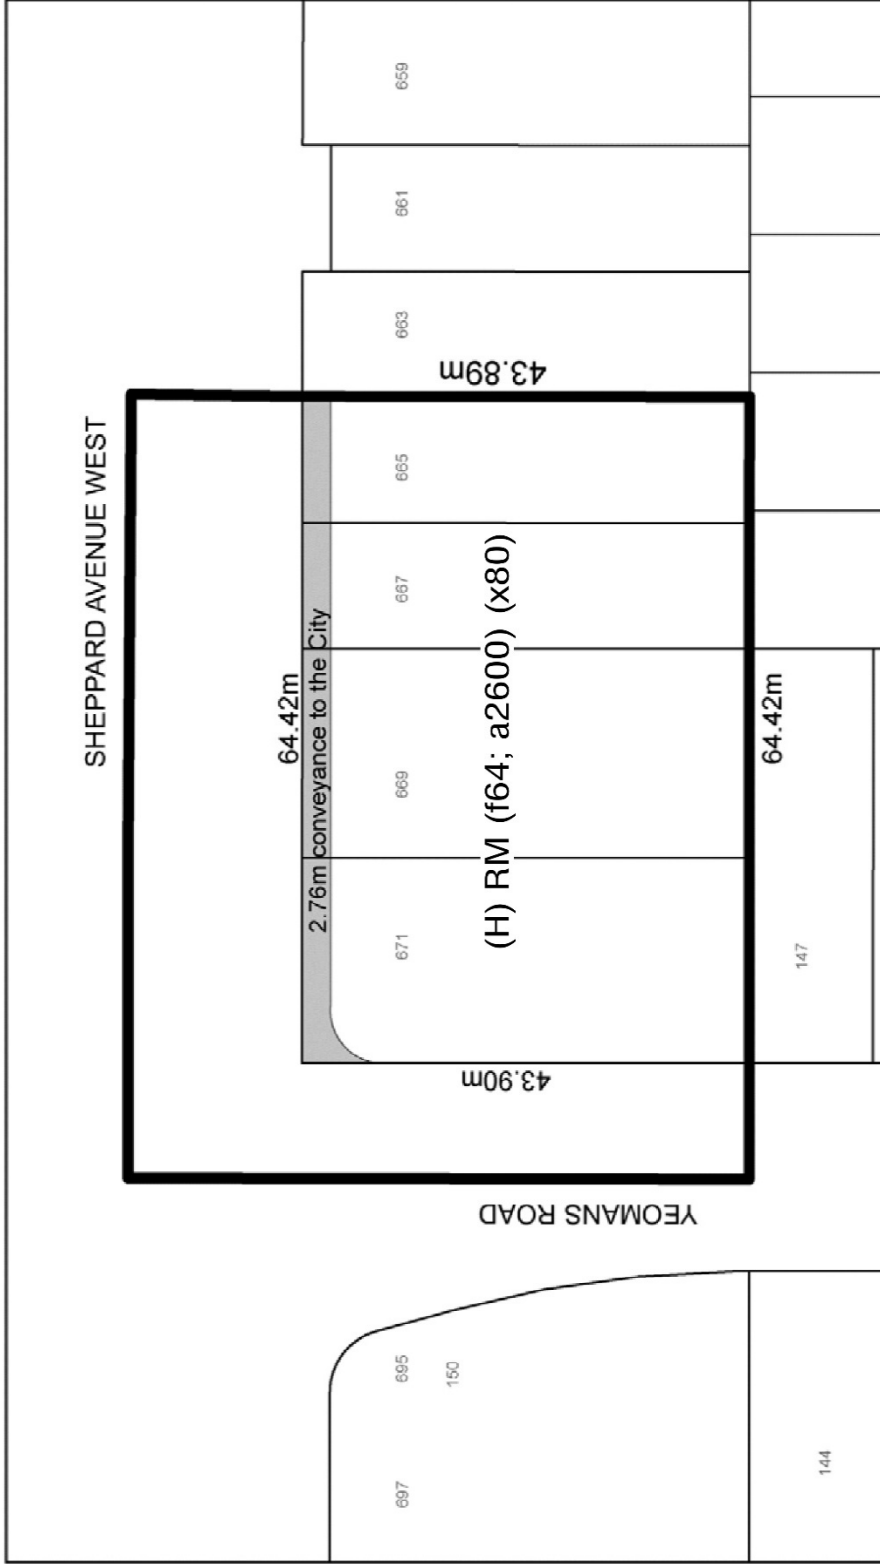 SHEPPARD AVENUE WEST
64.42m
2.76m conveyance to the City
697
695
671
669
667
665
663
661
659
150
(H) RM (f64; a2600) (x80)
43.90m
43.89m
YEOMANS ROAD
64.42m
147
144